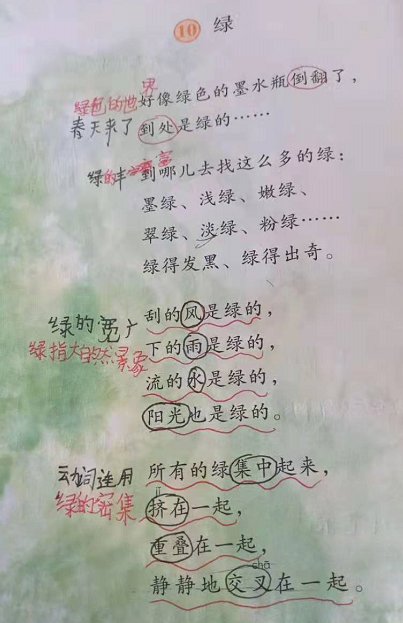 10 绿
绿色的世界
春天来了
好像绿色的墨水瓶倒翻了，
到处是绿的……
绿的丰富
到哪儿去找这么多的绿：
墨绿、浅绿、嫩绿、
翠绿、淡绿、粉绿……
绿得发黑、绿得出奇。
绿的宽广
绿指大自然景象
刮的风是绿的，
下的雨是绿的，
流的水是绿的，
阳光也是绿的。
动词连用
绿的密集
所有的绿集中起来，
挤在一起，
重叠在一起，
chā
静静地交叉在一起。